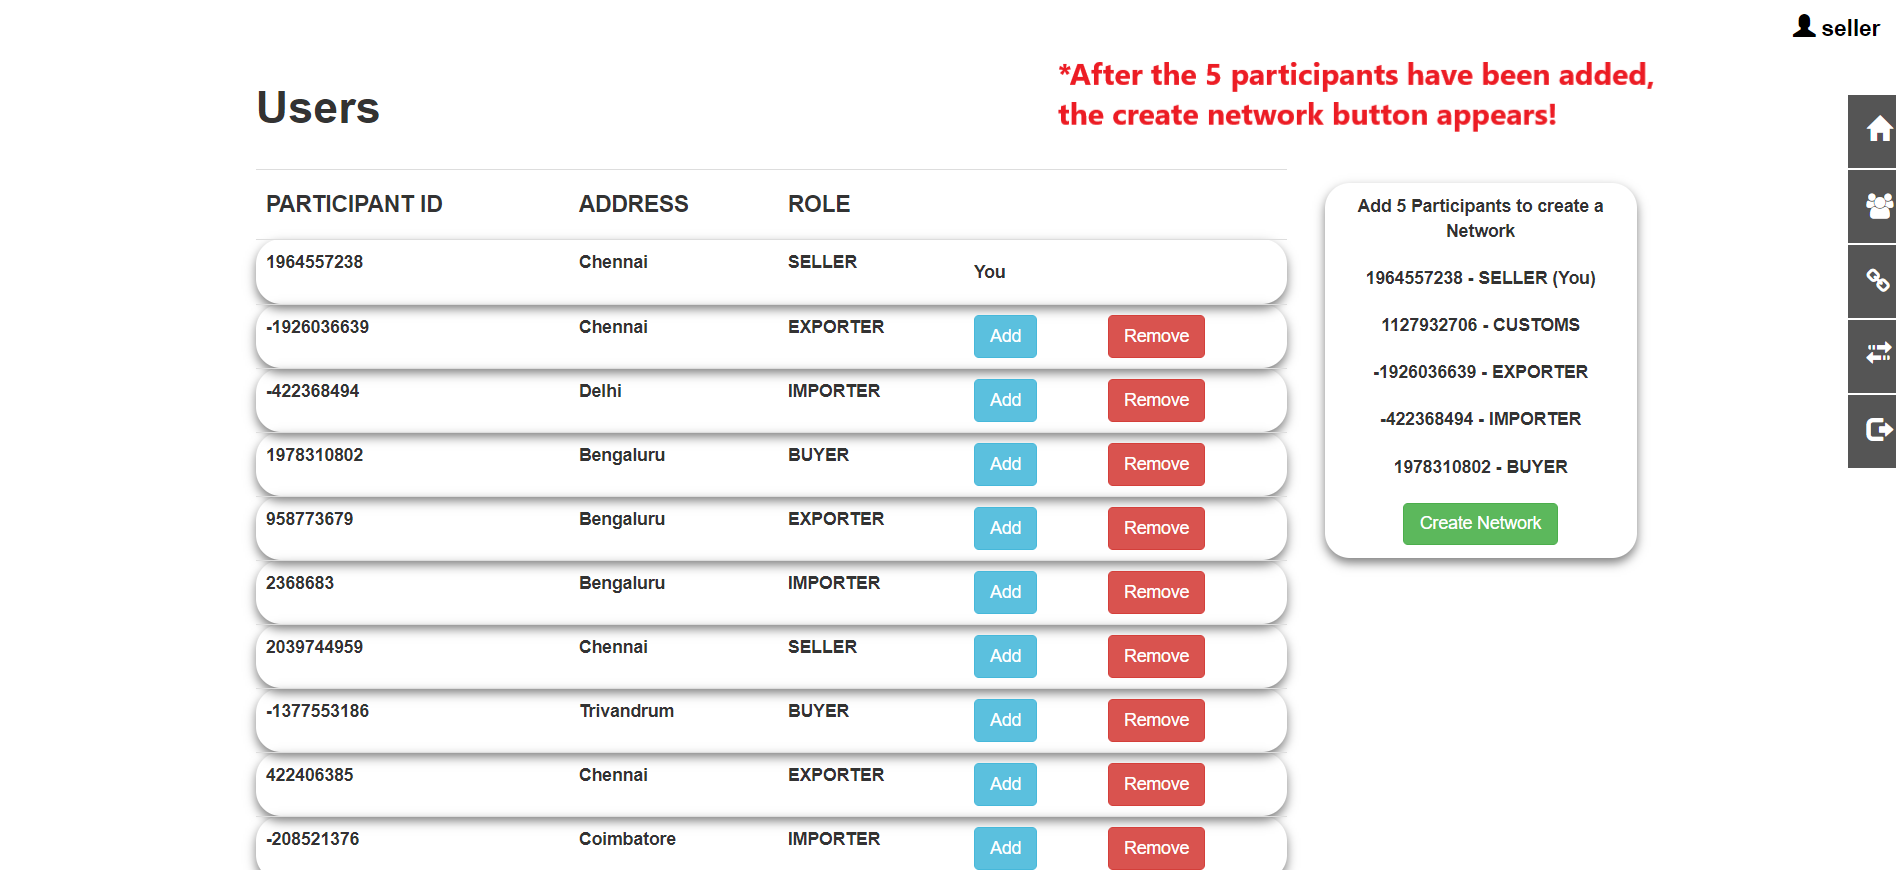 seller
*After the 5 participants have been added,
the create network button appears!
Users
PARTICIPANT ID ADDRESS ROLE
1964557238 Chennai SELLER You
-1926036639 Chennai EXPORTER Add Remove
-422368494 Delhi IMPORTER Add Remove
1978310802 Bengaluru BUYER Add Remove
958773679 Bengaluru EXPORTER Add Remove
2368683 Bengaluru IMPORTER Add Remove
2039744959 Chennai SELLER Add Remove
-1377553186 Trivandrum BUYER Add Remove
422406385 Chennai EXPORTER Add Remove
-208521376 Coimbatore IMPORTER Add Remove
Add 5 Participants to create a
Network
1964557238 - SELLER (You)
1127932706 - CUSTOMS
-1926036639 - EXPORTER
-422368494 - IMPORTER
1978310802 - BUYER
Create Network